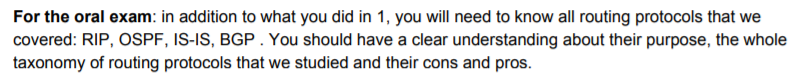 For the oral exam: in addition to what you did in 1, you will need to know all routing protocols that we
covered: RIP, OSPF, IS-IS, BGP . You should have a clear understanding about their purpose, the whole
taxonomy of routing protocols that we studied and their cons and pros.